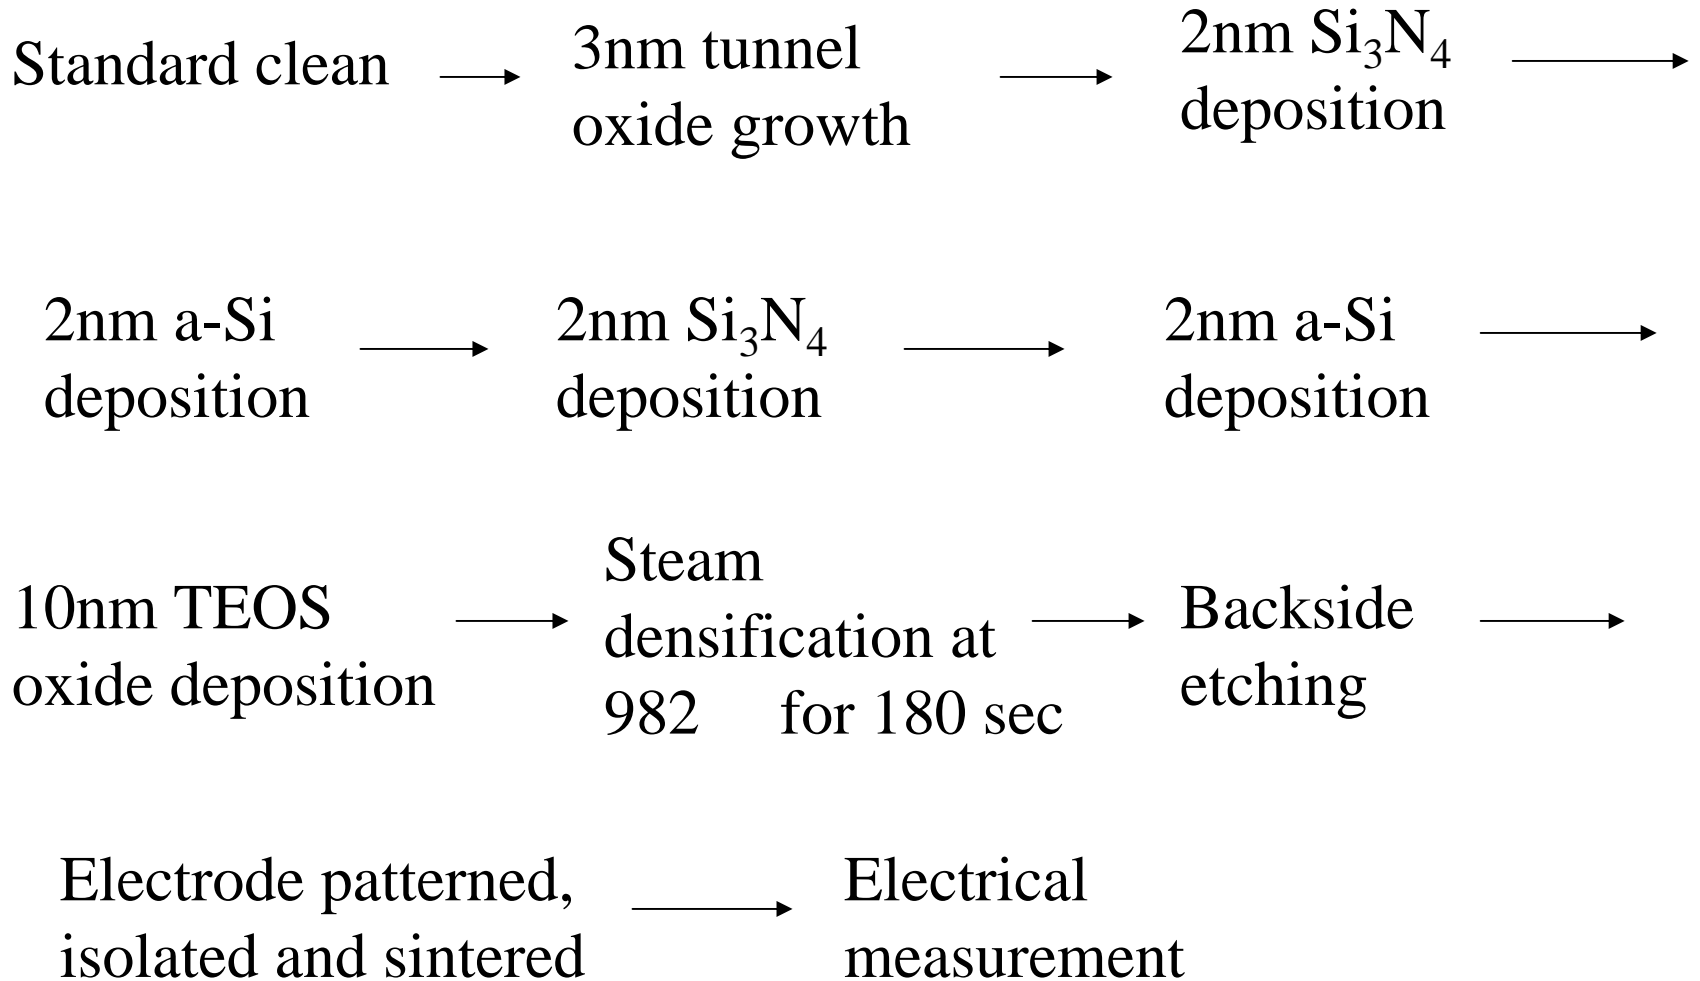 Standard clean
3nm tunnel
oxide growth
2nm Si₃N₄
deposition
2nm a-Si
deposition
2nm Si₃N₄
deposition
2nm a-Si
deposition
10nm TEOS
oxide deposition
Steam
densification at
982 for 180 sec
Backside
etching
Electrode patterned,
isolated and sintered
Electrical
measurement